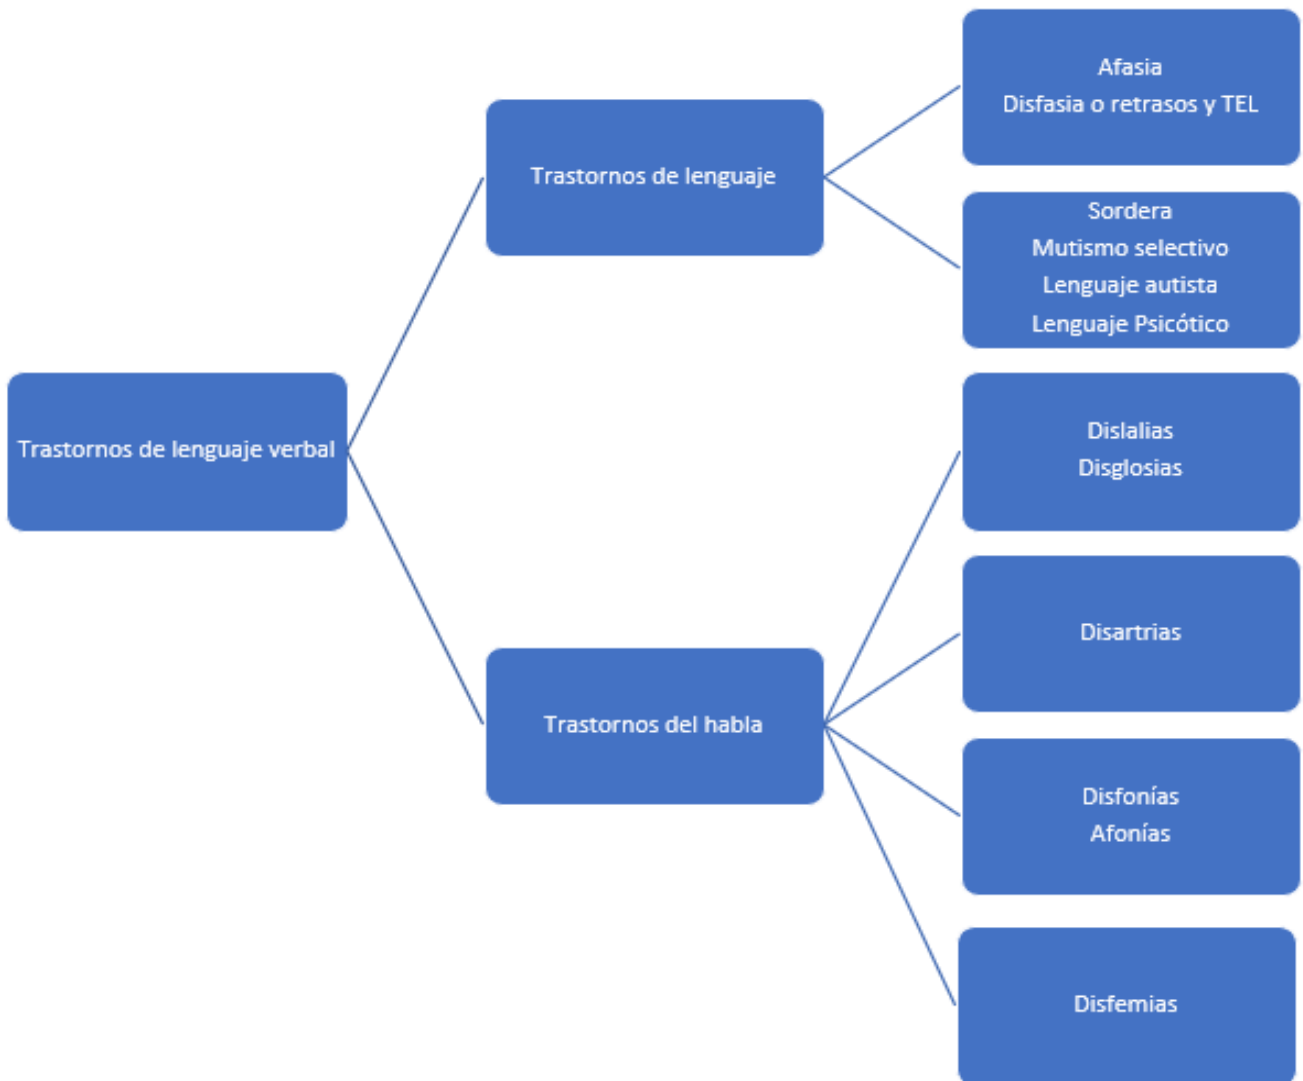 Trastornos de lenguaje verbal
Trastornos de lenguaje
Afasia
Disfasia o retrasos y TEL
Sordera
Mutismo selectivo
Lenguaje autista
Lenguaje Psicótico
Trastornos del habla
Dislalias
Disglosias
Disartrias
Disfonías
Afonías
Disfemias